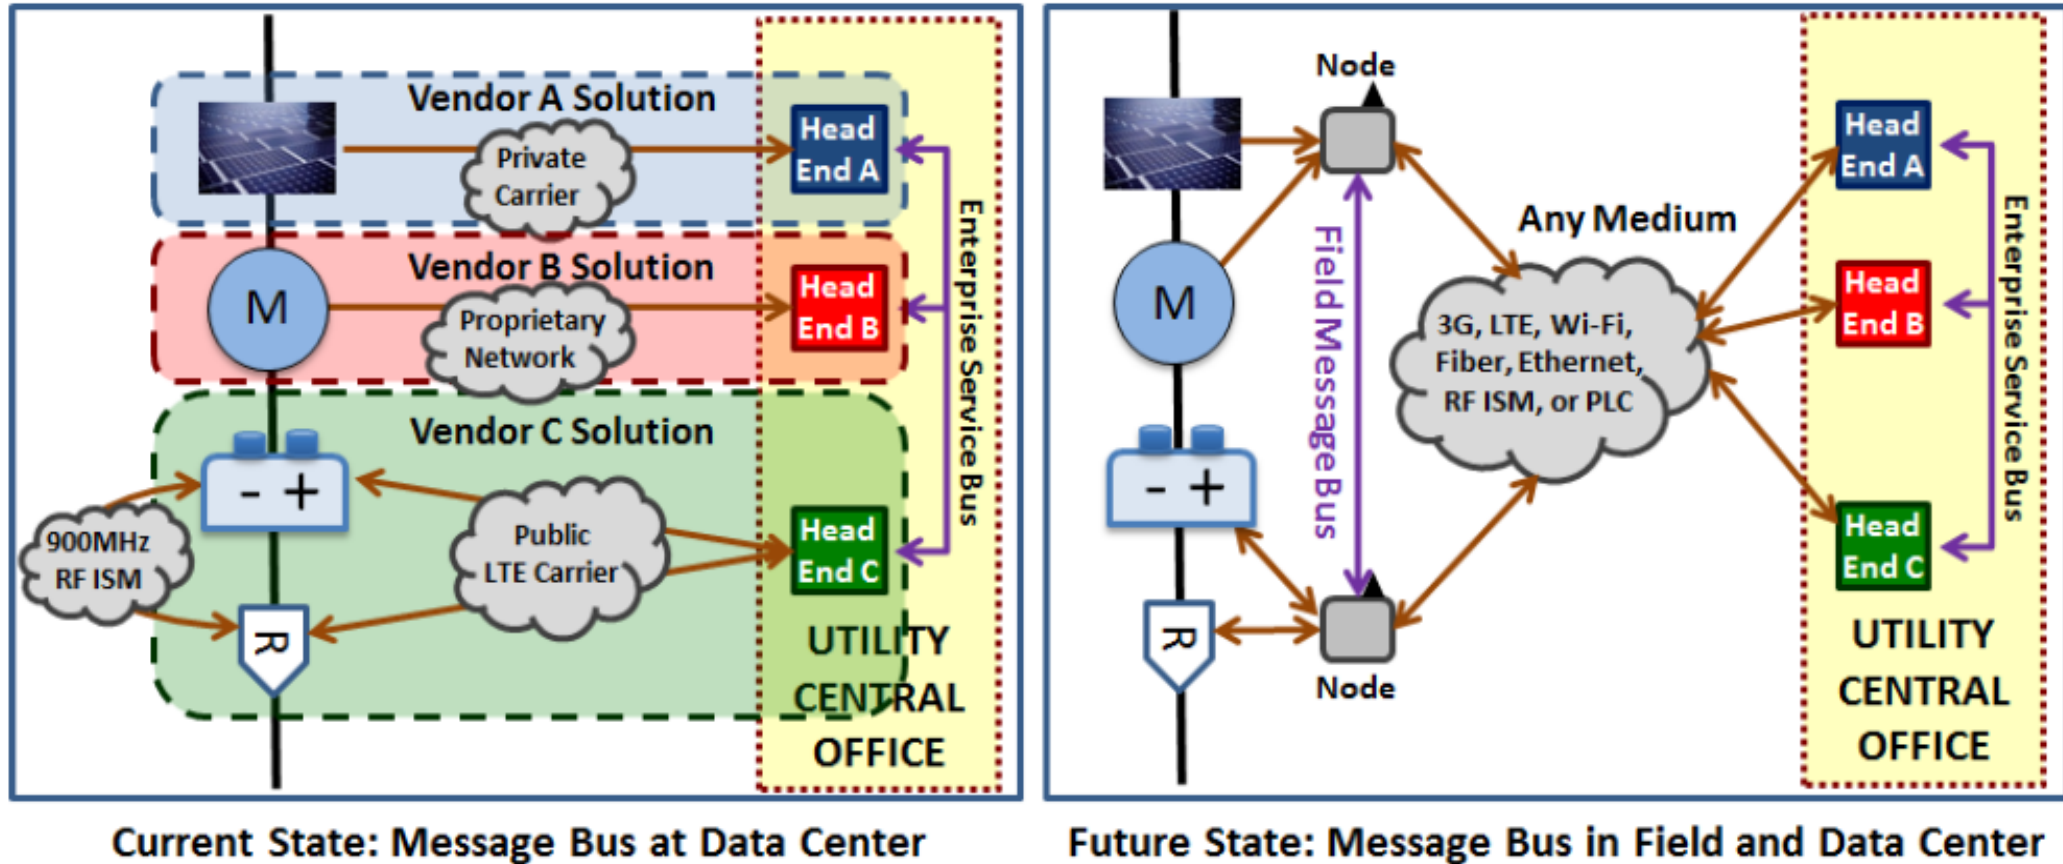 Vendor A Solution
Private
Carrier
Head
End A
Vendor B Solution
M
Proprietary
Network
Head
End B
Vendor C Solution
- +
900MHz
RF ISM
Public
LTE Carrier
Head
End C
R
Enterprise Service Bus
UTILITY
CENTRAL
OFFICE
Current State: Message Bus at Data Center
Node
M
- +
R
Field Message Bus
Node
Any Medium
3G, LTE, Wi-Fi,
Fiber, Ethernet,
RF ISM, or PLC
Head
End A
Head
End B
Head
End C
Enterprise Service Bus
UTILITY
CENTRAL
OFFICE
Future State: Message Bus in Field and Data Center